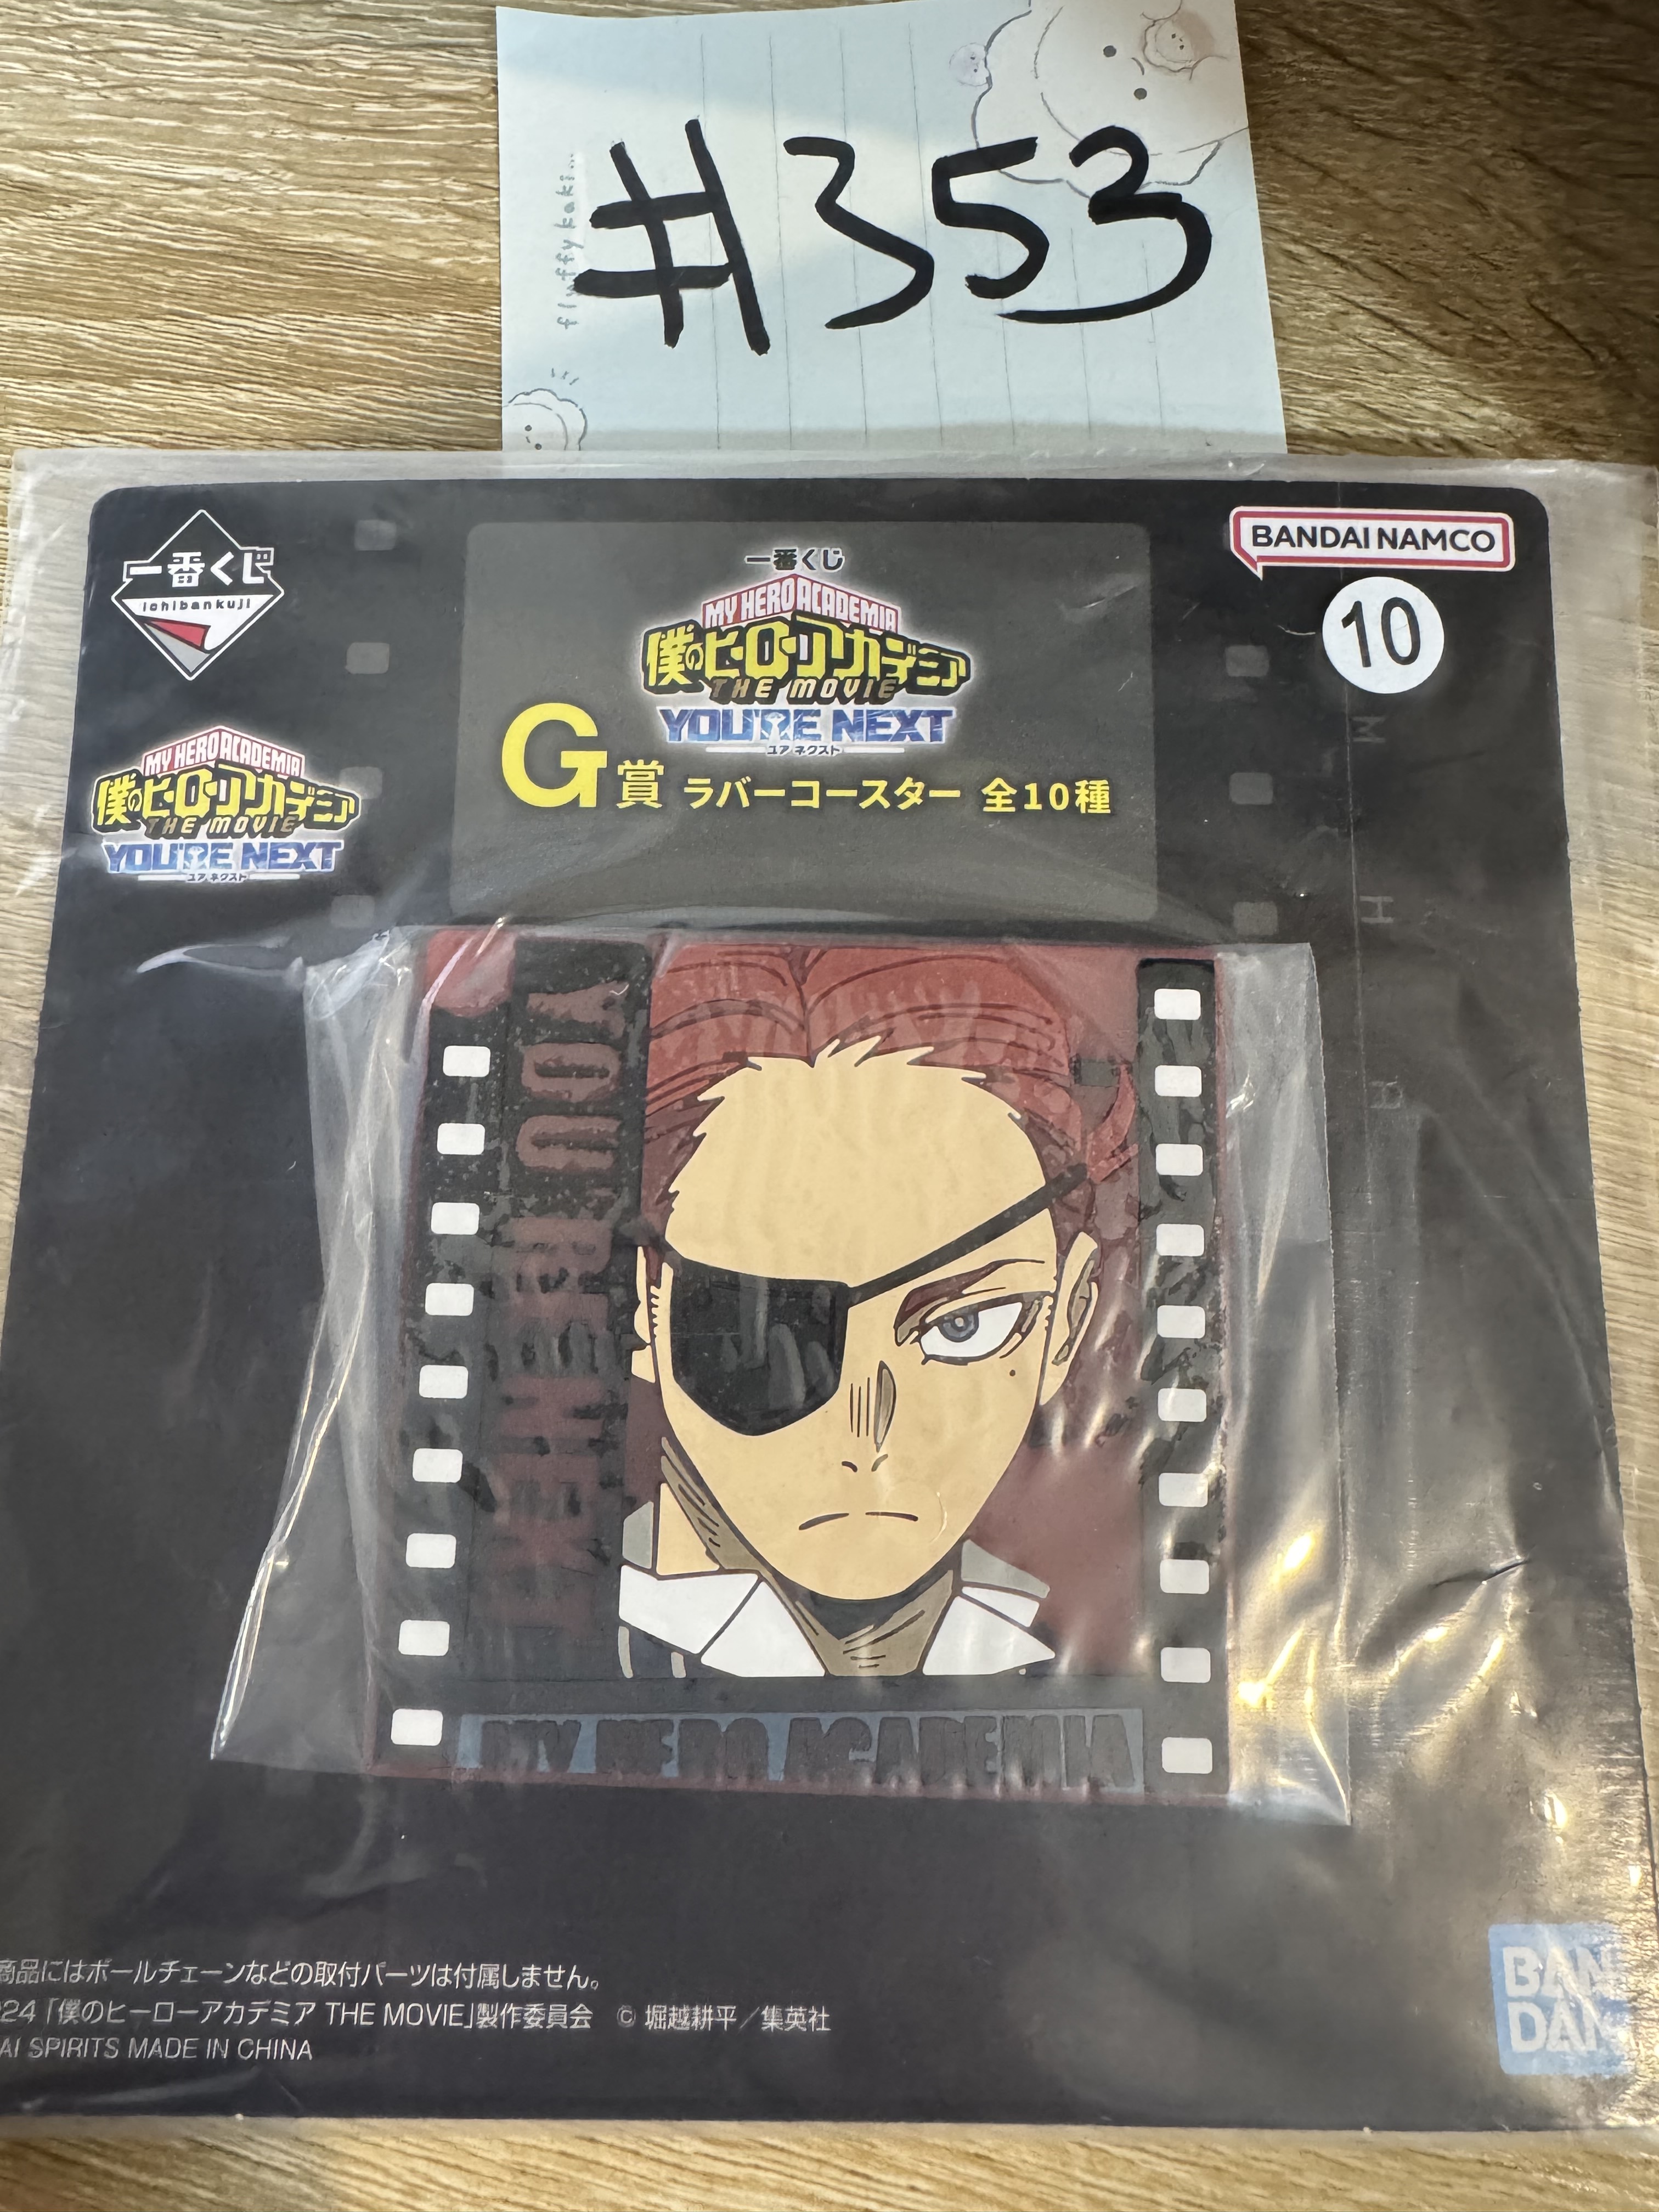 #353
fluffykaki...
一番くじ
ichibankuji
BANDAI NAMCO
10
一番くじ
MY HERO ACADEMIA
僕のヒーローアカデミア
THE MOVIE
YOU'RE NEXT
ユア ネクスト
G賞 ラバーコースター 全10種
MY HERO ACADEMIA
僕のヒーローアカデミア
THE MOVIE
YOU'RE NEXT
ユア ネクスト
YOU'RE NEXT
MY HERO ACADEMIA
商品にはボールチェーンなどの取付パーツは付属しません。
24「僕のヒーローアカデミア THE MOVIE」製作委員会 © 堀越耕平／集英社
AI SPIRITS MADE IN CHINA
BAN
DAI